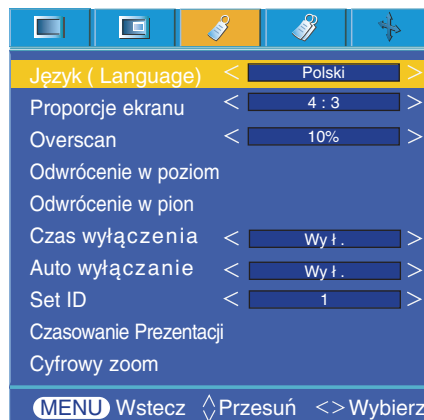 Język ( Language) < Polski >
Proporcje ekranu < 4 : 3 >
Overscan < 10% >
Odwrócenie w poziom
Odwrócenie w pion
Czas wyłączenia < Wył. >
Auto wyłączanie < Wył. >
Set ID < 1 >
Czasowanie Prezentacji
Cyfrowy zoom
MENU Wstecz Przesuń <> Wybierz